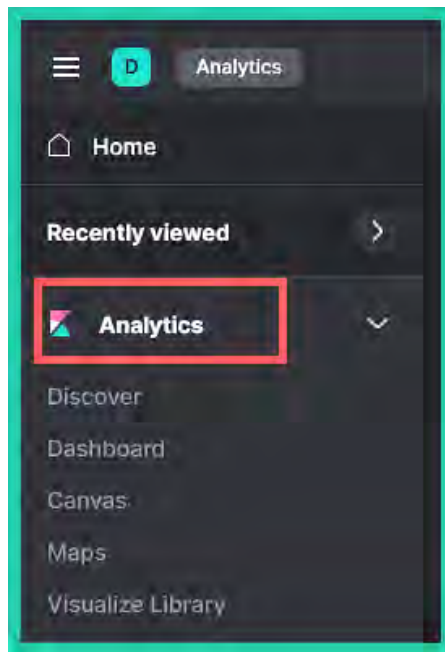 D Analytics
Home
Recently viewed
Analytics
Discover
Dashboard
Canvas
Maps
Visualize Library